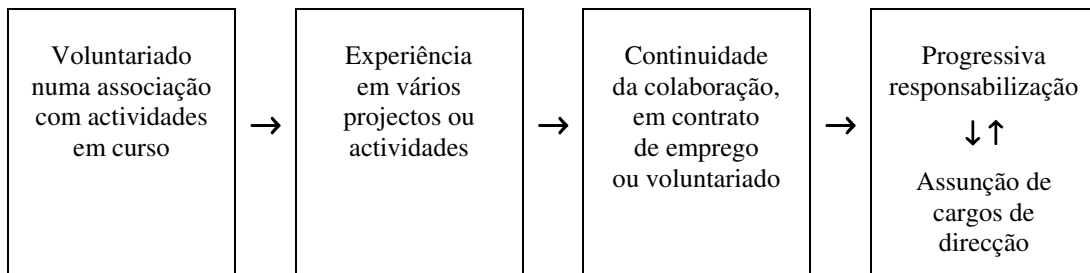 Voluntariado
numa associação
com actividades
em curso
→
Experiência
em vários
projectos ou
actividades
→
Continuidade
da colaboração,
em contrato
de emprego
ou voluntariado
→
Progressiva
responsabilização
↓↑
Assunção de
cargos de
direcção